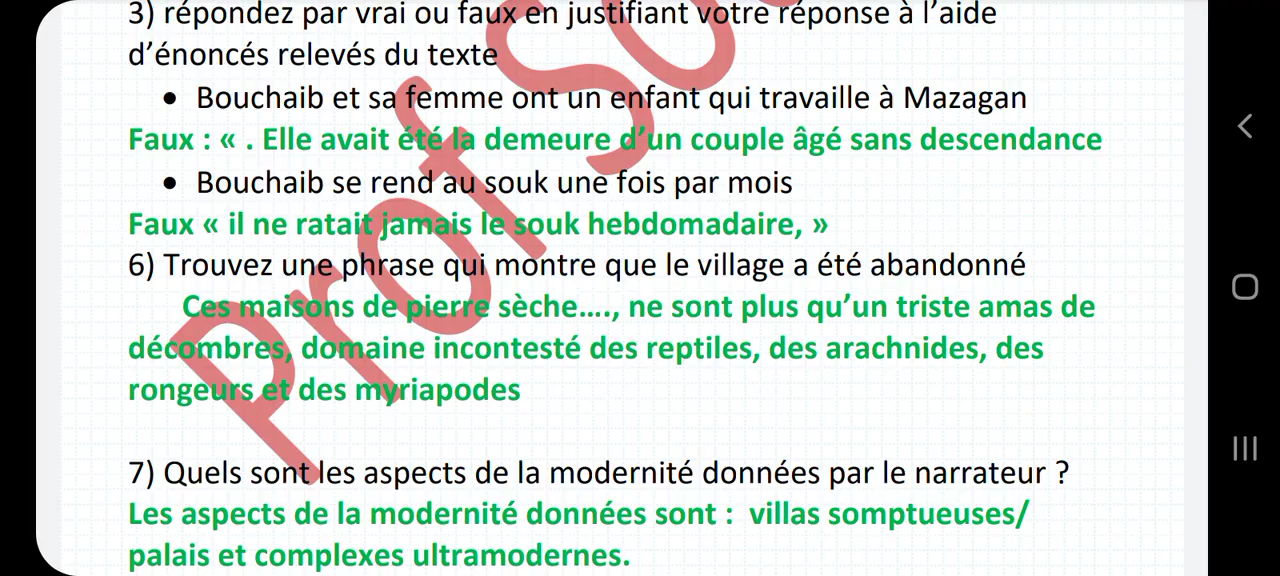 3) répondez par vrai ou faux en justifiant votre réponse à l'aide
d'énoncés relevés du texte
• Bouchaib et sa femme ont un enfant qui travaille à Mazagan
Faux : « . Elle avait été la demeure d'un couple âgé sans descendance
• Bouchaib se rend au souk une fois par mois
Faux « il ne ratait jamais le souk hebdomadaire, »
6) Trouvez une phrase qui montre que le village a été abandonné
Ces maisons de pierre sèche...., ne sont plus qu'un triste amas de
décombres, domaine incontesté des reptiles, des arachnides, des
rongeurs et des myriapodes
7) Quels sont les aspects de la modernité données par le narrateur ?
Les aspects de la modernité données sont : villas somptueuses/
palais et complexes ultramodernes.
Prof So